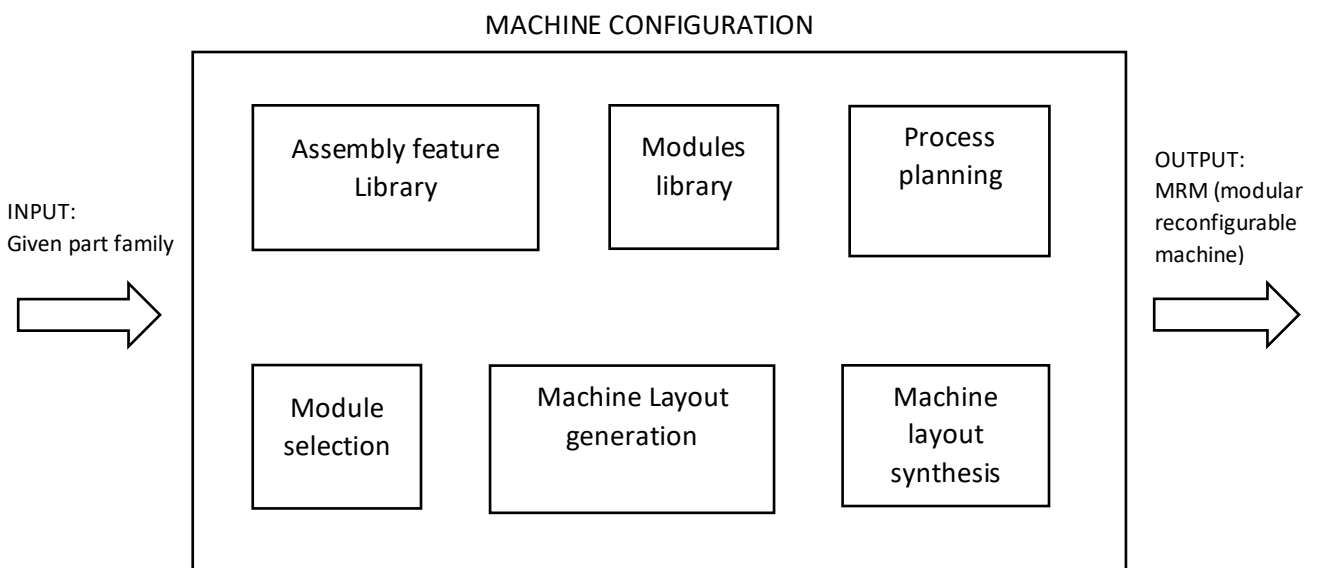 MACHINE CONFIGURATION
Assembly feature
Library
Modules
library
Process
planning
INPUT:
Given part family
OUTPUT:
MRM (modular
reconfigurable
machine)
Module
selection
Machine Layout
generation
Machine
layout
synthesis